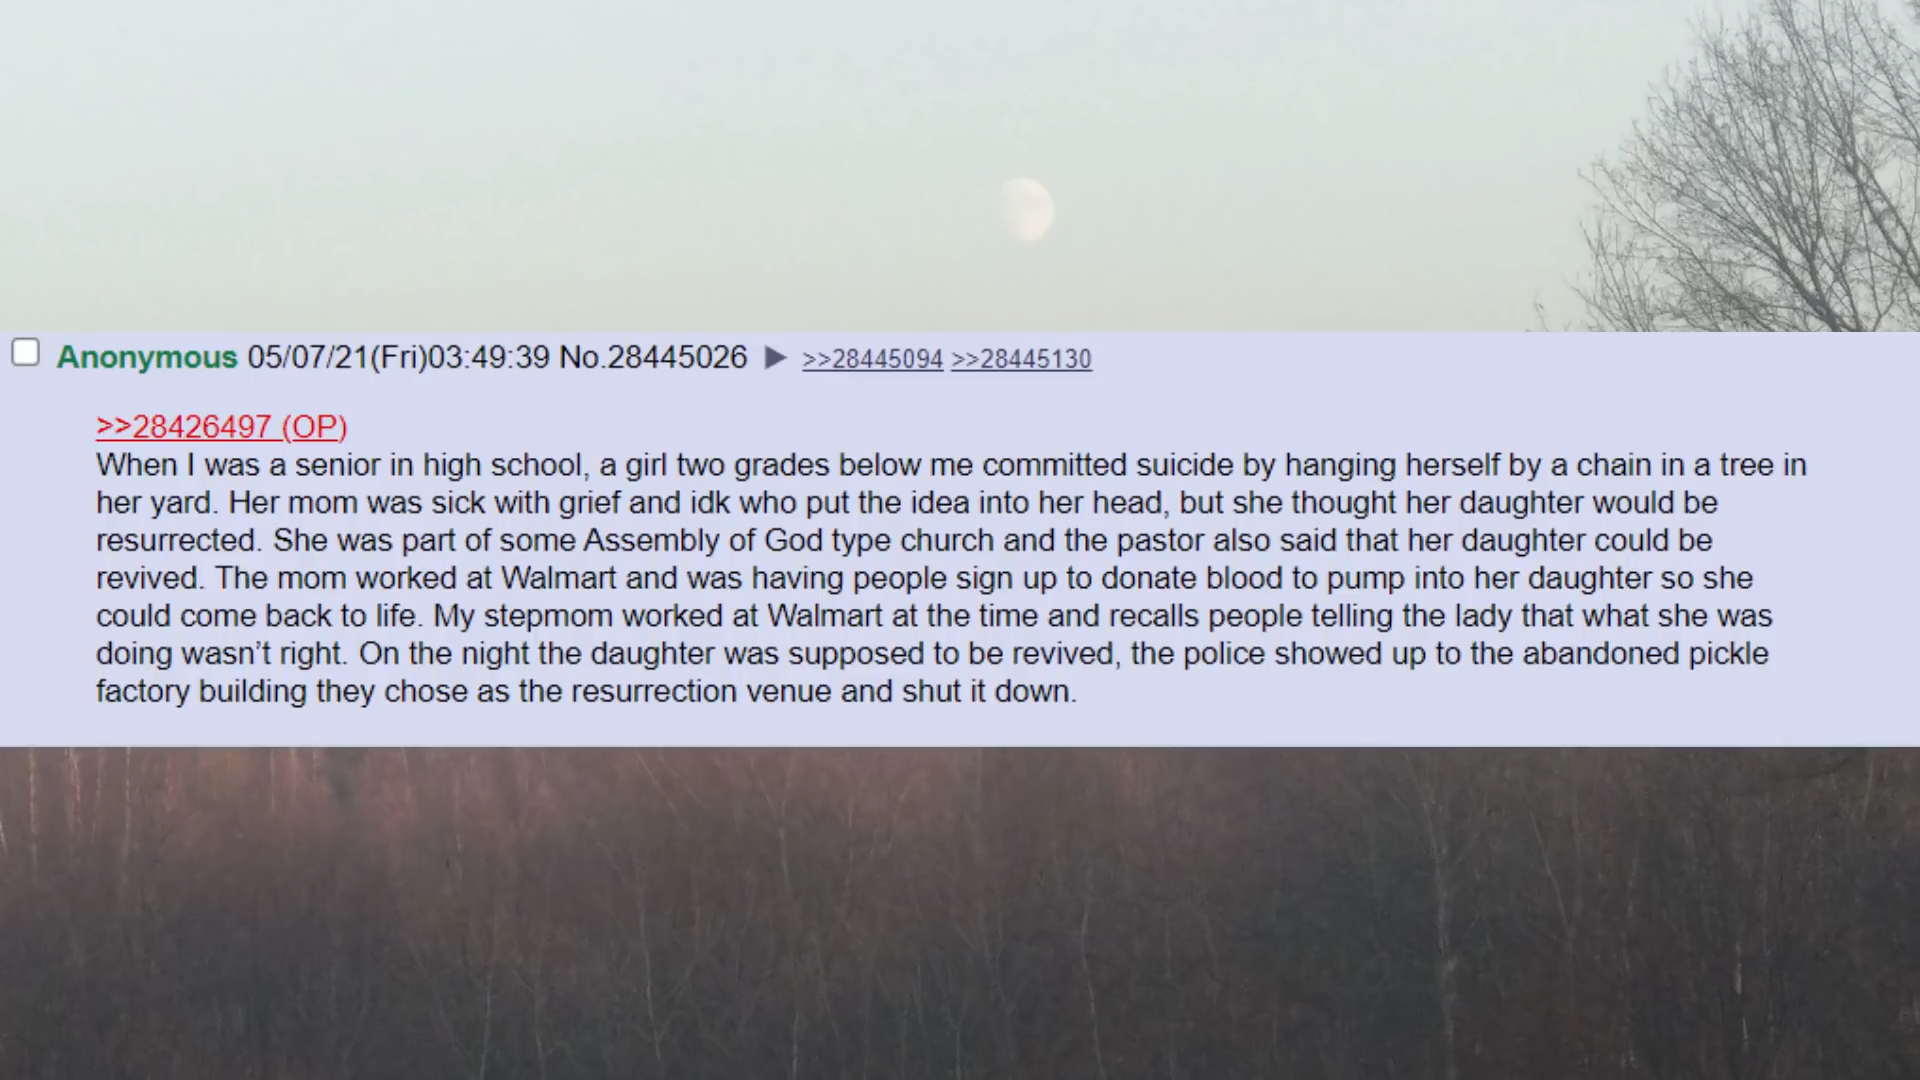 Anonymous 05/07/21(Fri)03:49:39 No.28445026 ▶ >>28445094 >>28445130
>>28426497 (OP)
When I was a senior in high school, a girl two grades below me committed suicide by hanging herself by a chain in a tree in
her yard. Her mom was sick with grief and idk who put the idea into her head, but she thought her daughter would be
resurrected. She was part of some Assembly of God type church and the pastor also said that her daughter could be
revived. The mom worked at Walmart and was having people sign up to donate blood to pump into her daughter so she
could come back to life. My stepmom worked at Walmart at the time and recalls people telling the lady that what she was
doing wasn’t right. On the night the daughter was supposed to be revived, the police showed up to the abandoned pickle
factory building they chose as the resurrection venue and shut it down.